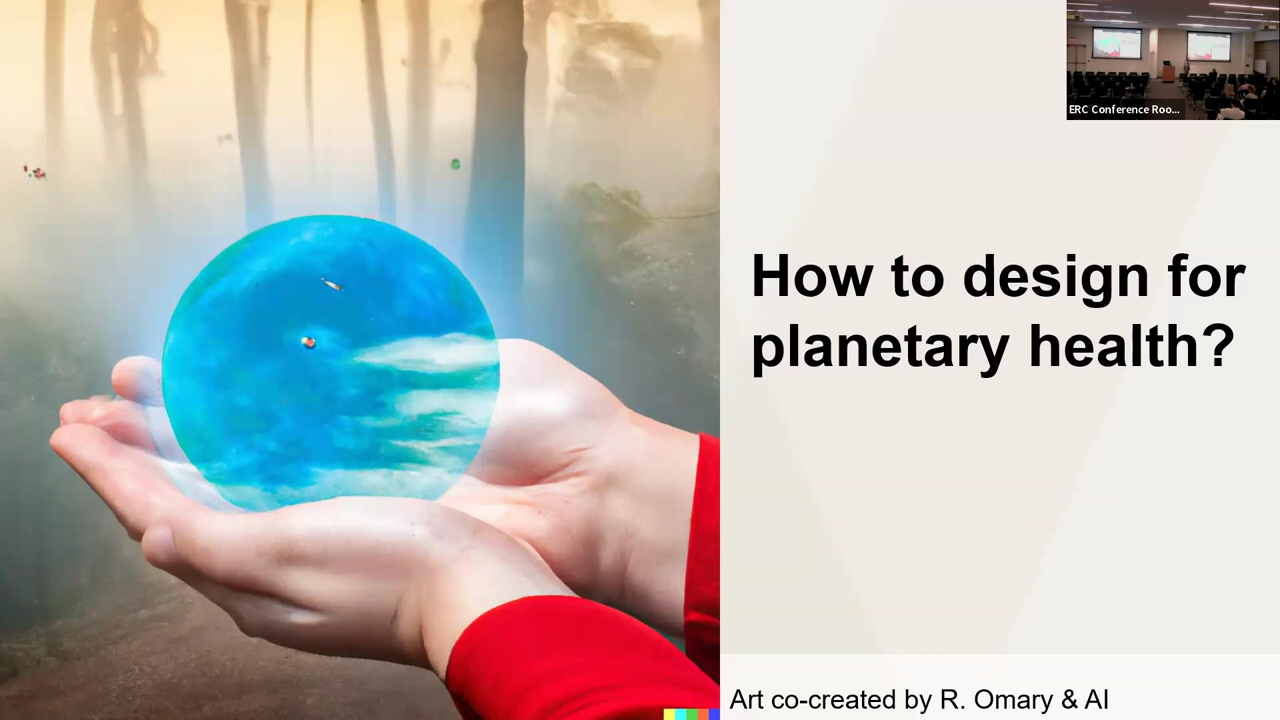 ERC Conference Roo...
How to design for
planetary health?
Art co-created by R. Omary & AI